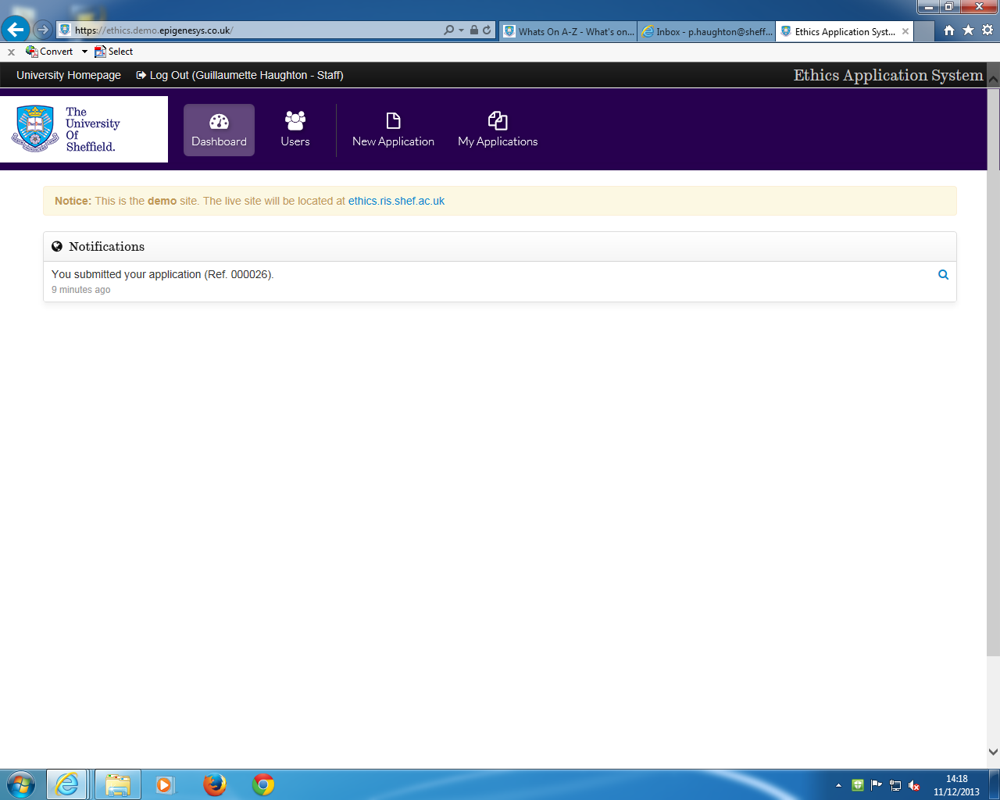 https://ethics.demo.epigenesys.co.uk/
Whats On A-Z - What's on...
Inbox - p.haughton@sheff...
Ethics Application Syst...
x Convert Select
University Homepage Log Out (Guillaumette Haughton - Staff) Ethics Application System
The
University
Of
Sheffield.
Dashboard Users New Application My Applications
Notice: This is the demo site. The live site will be located at ethics.ris.shef.ac.uk
Notifications
You submitted your application (Ref. 000026).
9 minutes ago
14:18
11/12/2013